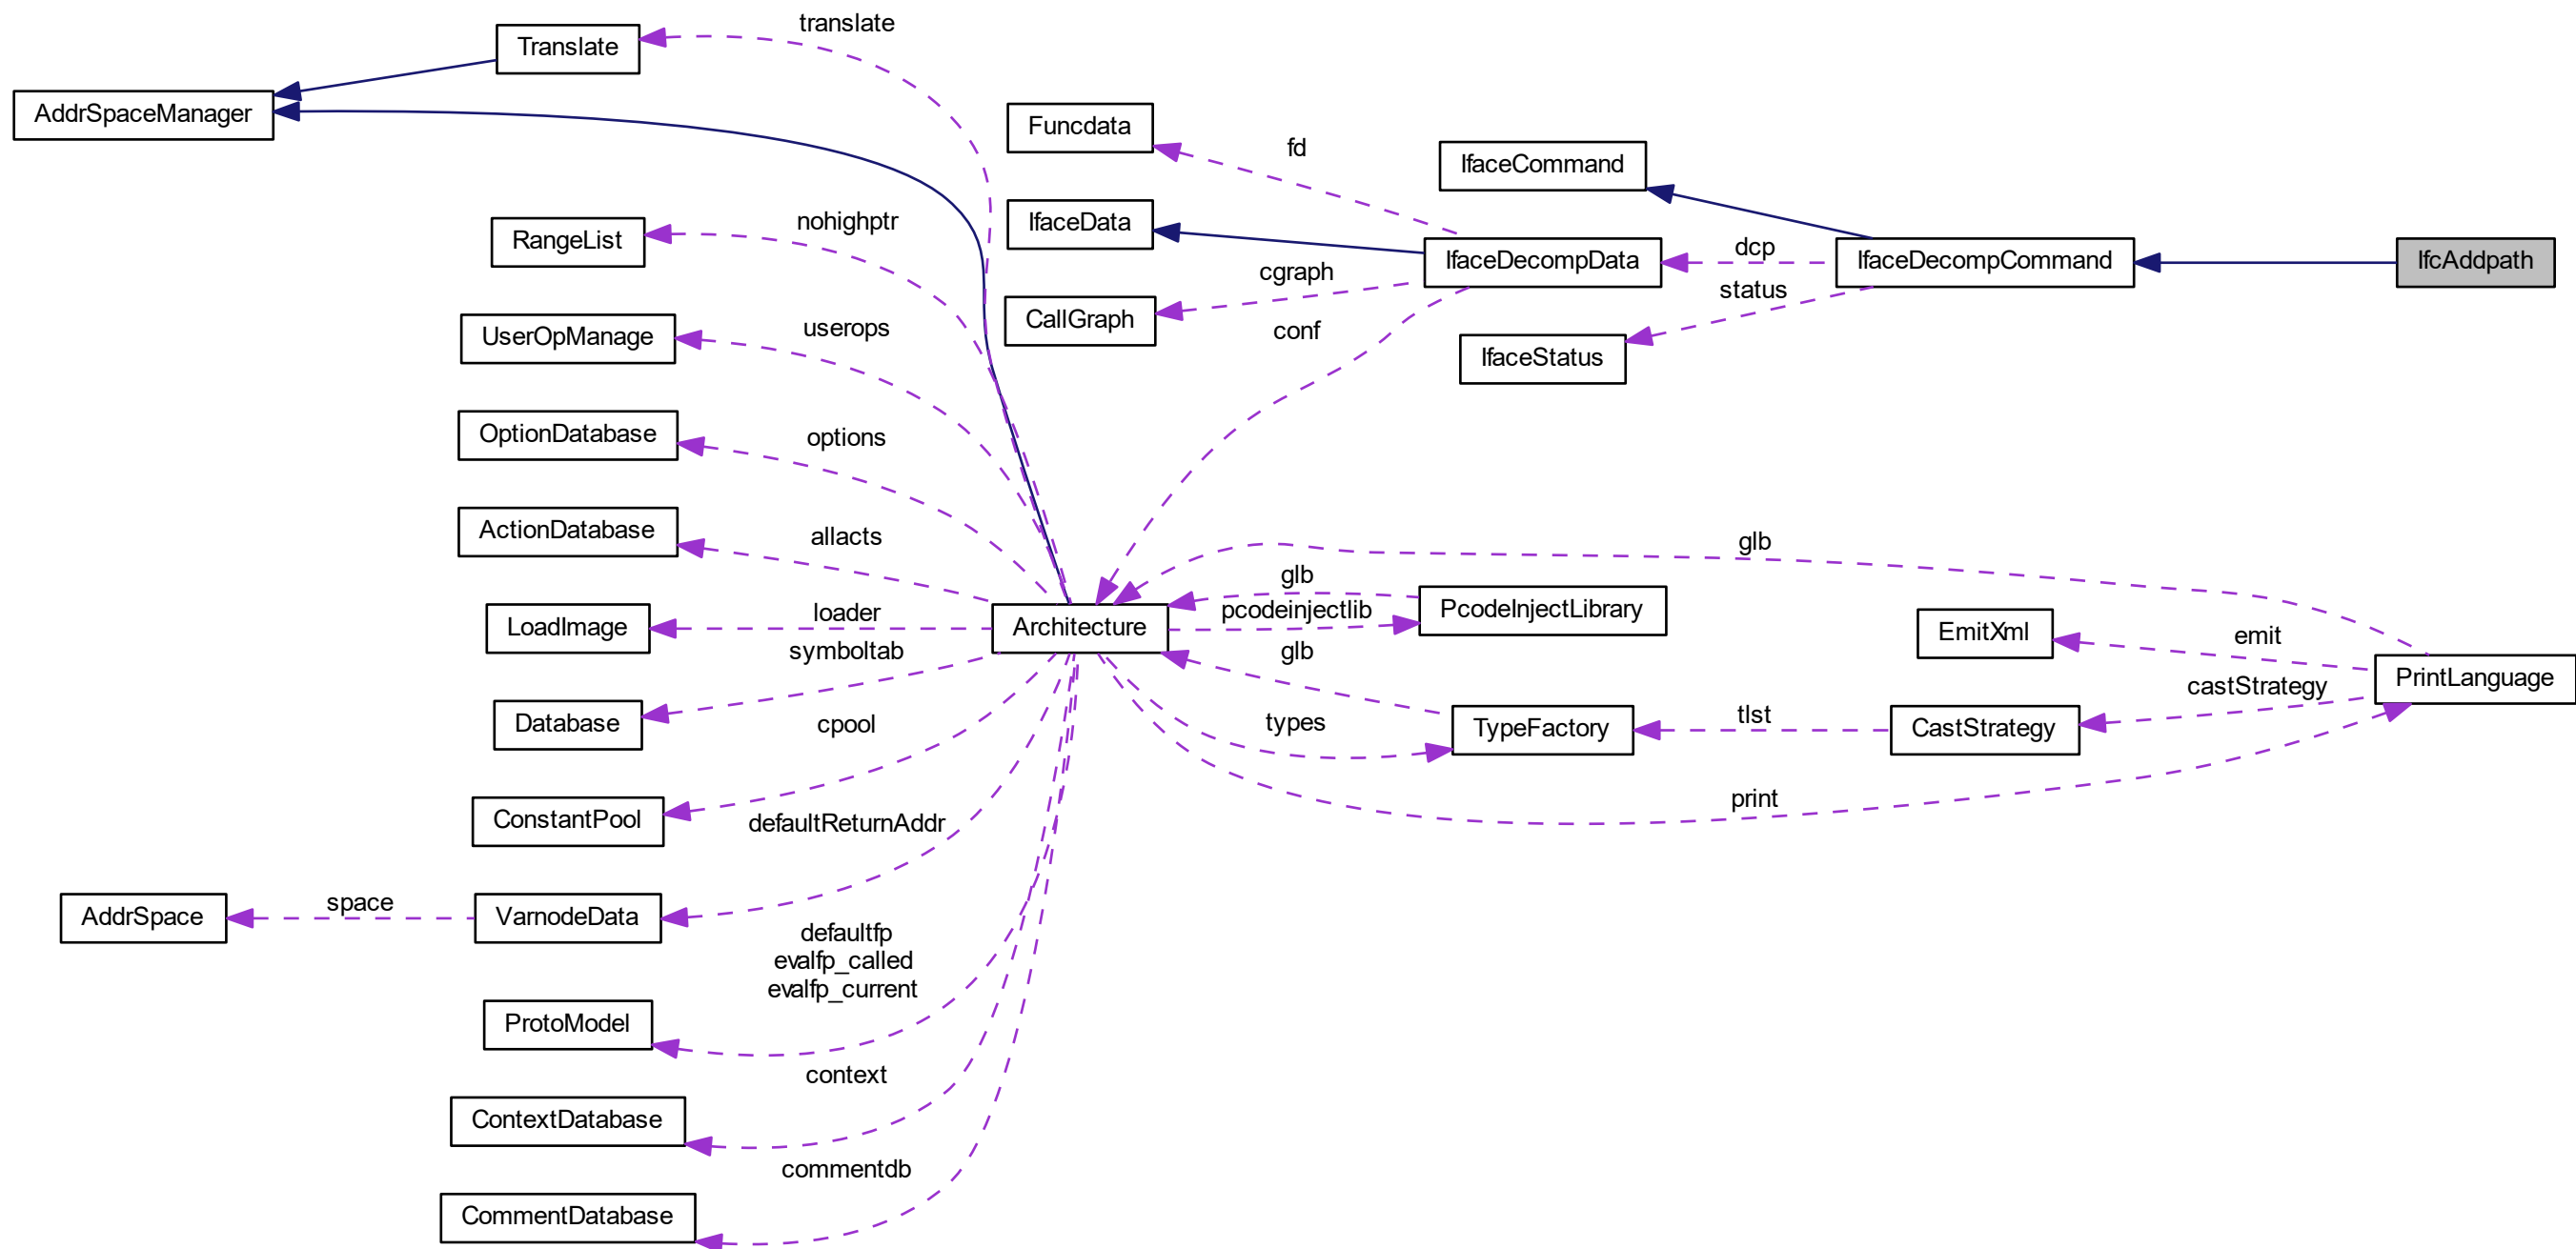 translate
Translate
AddrSpaceManager
Funcdata
fd
IfaceCommand
nohighptr
RangeList
IfaceData
IfaceDecompData
dcp
IfaceDecompCommand
IfcAddpath
cgraph
status
CallGraph
conf
userops
UserOpManage
IfaceStatus
OptionDatabase
options
ActionDatabase
allacts
glb
glb
PcodeInjectLibrary
pcodeinjectlib
loader
LoadImage
Architecture
EmitXml
emit
symboltab
glb
PrintLanguage
castStrategy
Database
cpool
types
TypeFactory
tlst
CastStrategy
print
ConstantPool
defaultReturnAddr
AddrSpace
space
VarnodeData
defaultfp
evalfp_called
evalfp_current
ProtoModel
context
ContextDatabase
commentdb
CommentDatabase